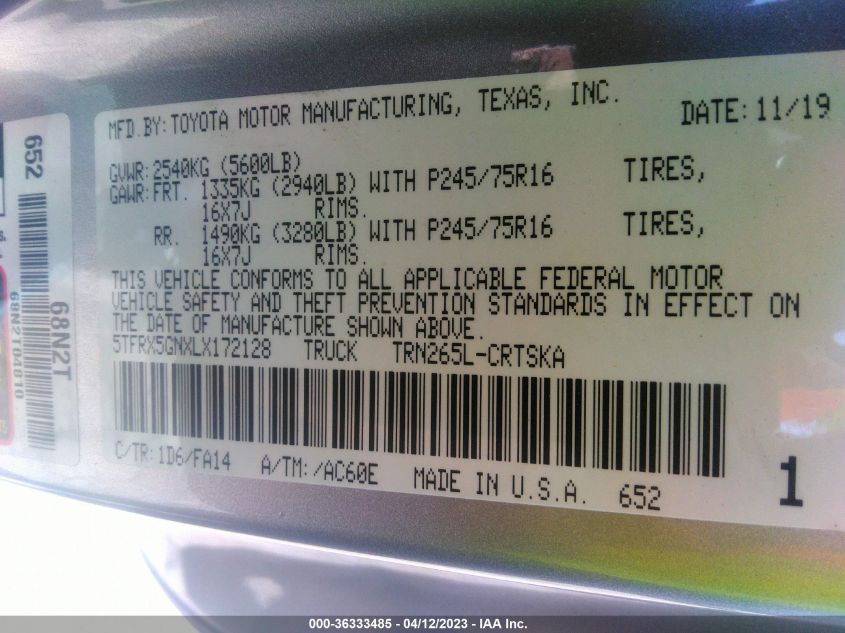 MFD.BY:TOYOTA MOTOR MANUFACTURING, TEXAS, INC. DATE:11/19
GVWR:2540KG (5600LB)
GAWR:FRT. 1335KG (2940LB) WITH P245/75R16 TIRES,
16X7J RIMS.
RR. 1490KG (3280LB) WITH P245/75R16 TIRES,
16X7J RIMS.
THIS VEHICLE CONFORMS TO ALL APPLICABLE FEDERAL MOTOR
VEHICLE SAFETY AND THEFT PREVENTION STANDARDS IN EFFECT ON
THE DATE OF MANUFACTURE SHOWN ABOVE.
5TFRX5GNXLX172128 TRUCK TRN265L-CRTSKA
C/TR:1D6/FA14 A/TM:/AC60E MADE IN U.S.A. 652 1
652
68N2T
68N2T04810
000-36333485 - 04/12/2023 - IAA Inc.